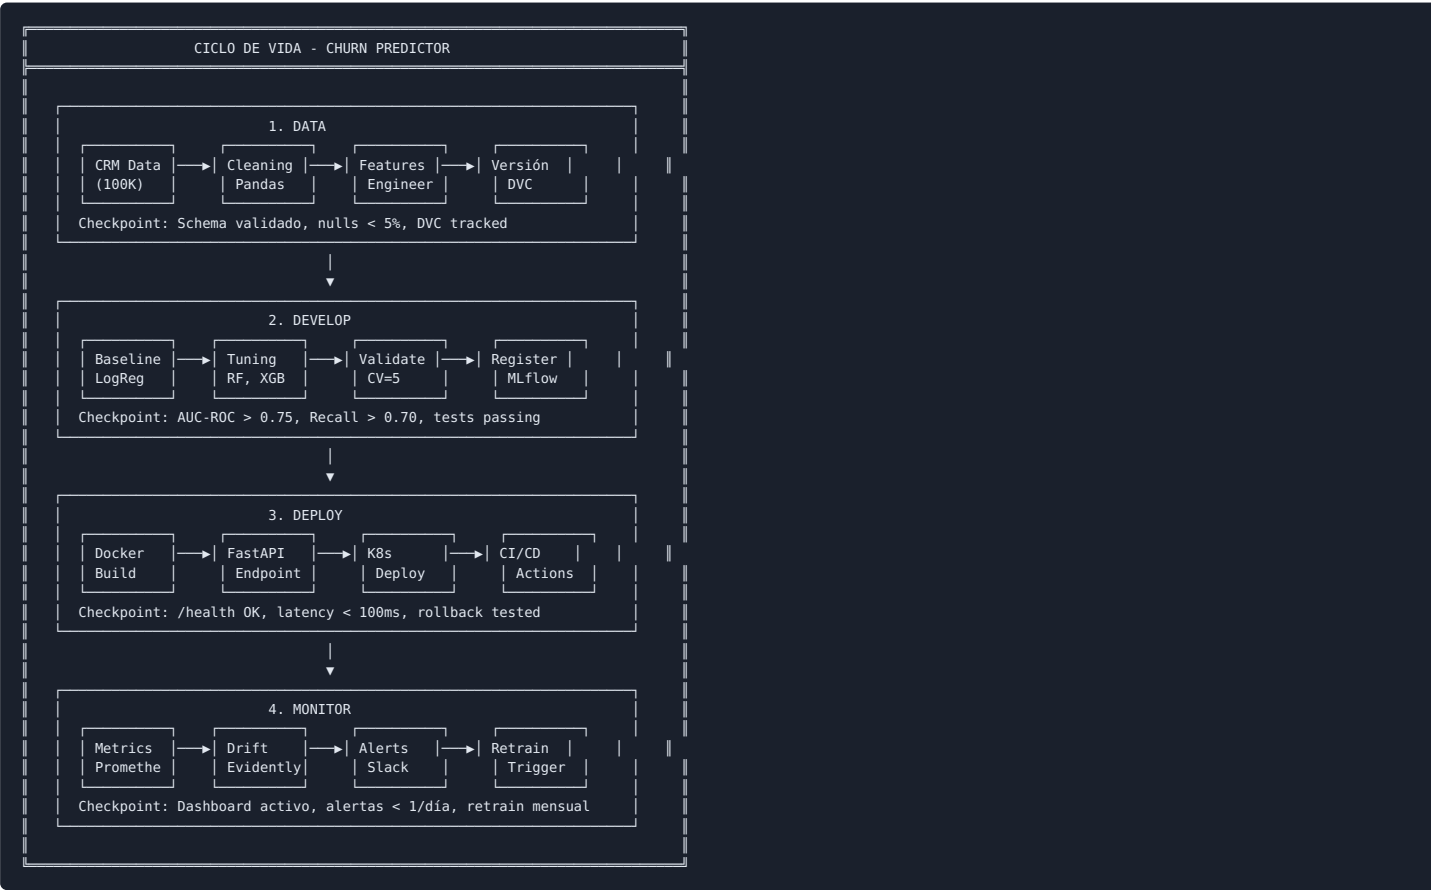 CICLO DE VIDA - CHURN PREDICTOR
1. DATA
CRM Data Cleaning Features Versión
(100K) Pandas Engineer DVC
Checkpoint: Schema validado, nulls < 5%, DVC tracked
2. DEVELOP
Baseline Tuning Validate Register
LogReg RF, XGB CV=5 MLflow
Checkpoint: AUC-ROC > 0.75, Recall > 0.70, tests passing
3. DEPLOY
Docker FastAPI K8s CI/CD
Build Endpoint Deploy Actions
Checkpoint: /health OK, latency < 100ms, rollback tested
4. MONITOR
Metrics Drift Alerts Retrain
Promethe Evidently Slack Trigger
Checkpoint: Dashboard activo, alertas < 1/día, retrain mensual